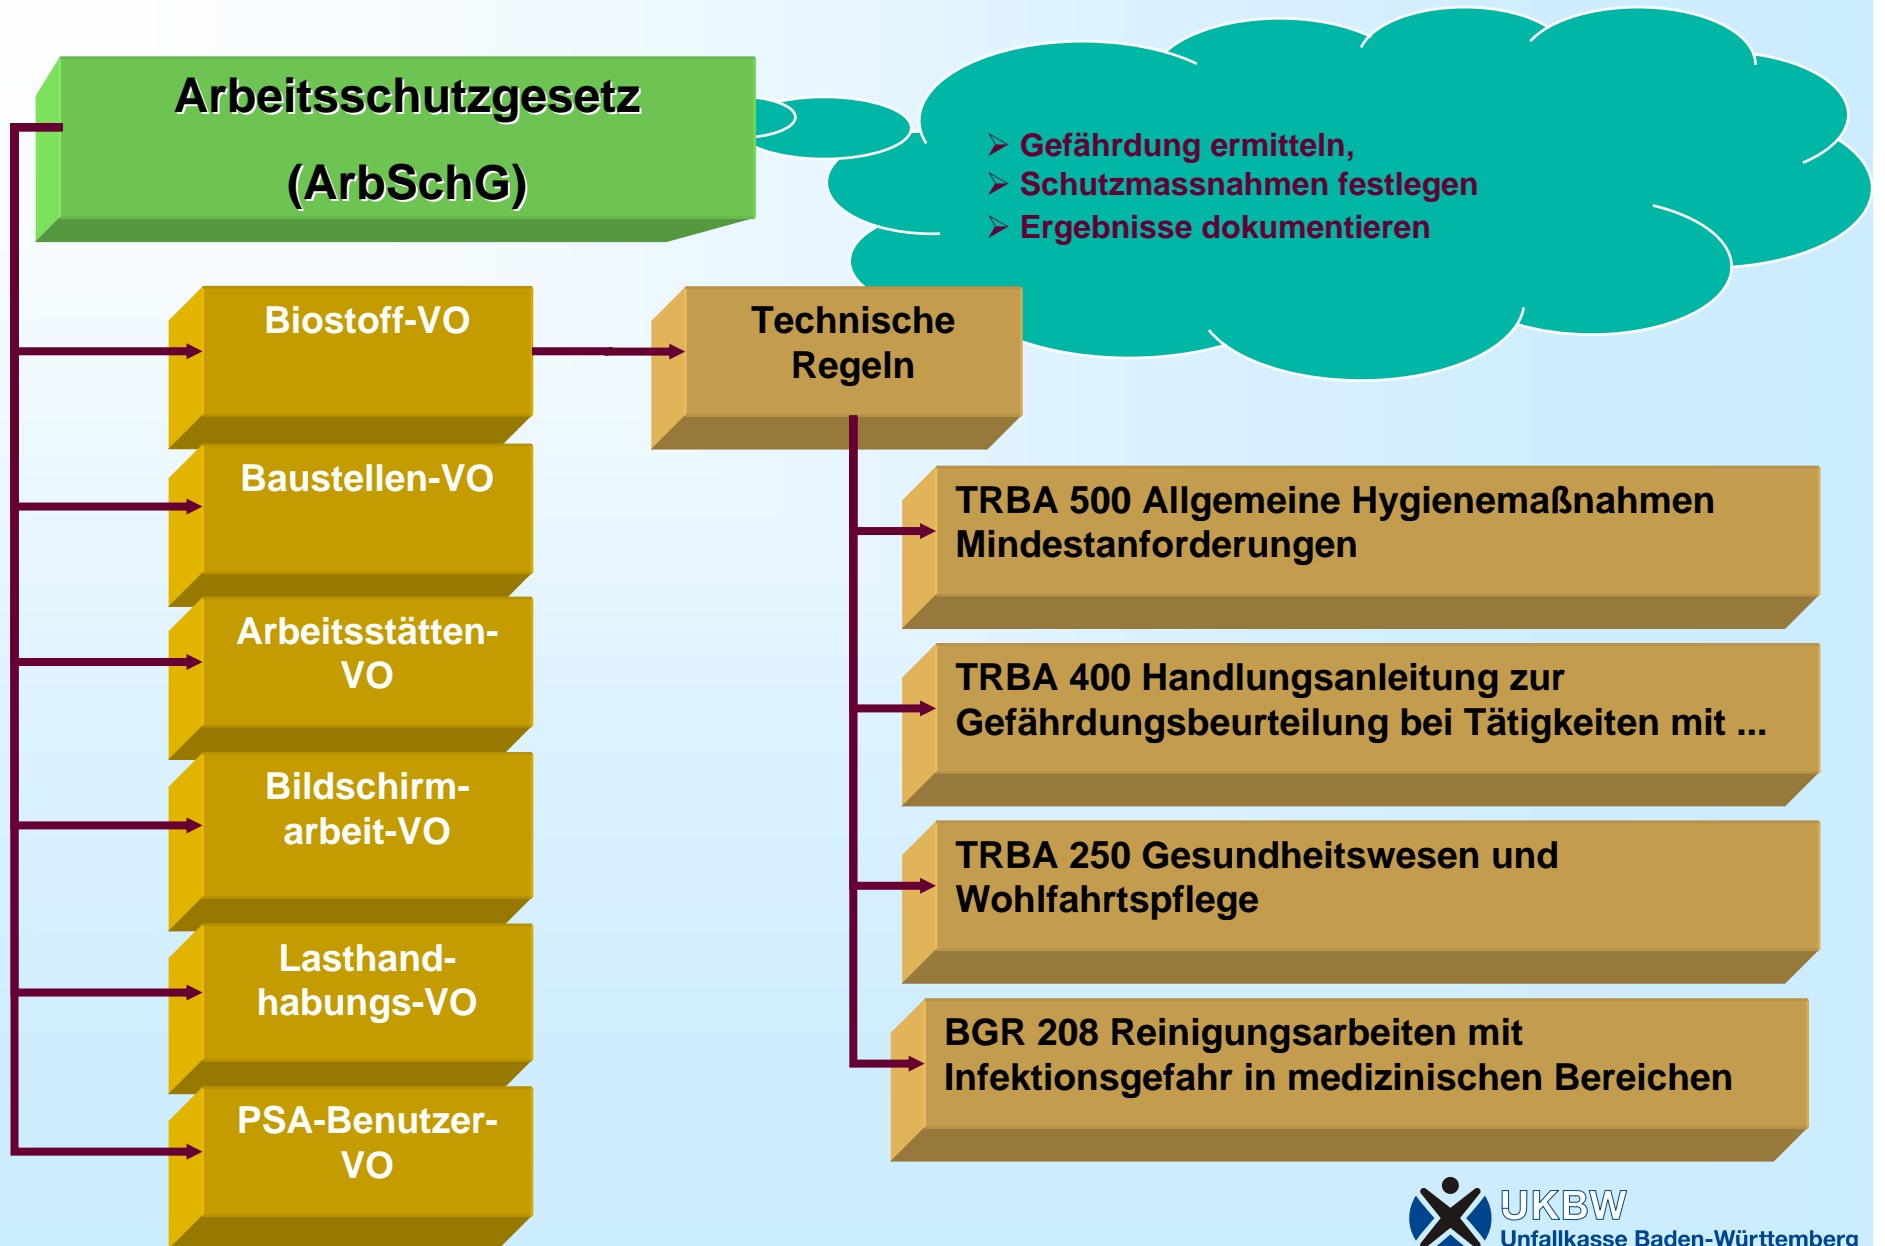 Arbeitsschutzgesetz
(ArbSchG)
➢ Gefährdung ermitteln,
➢ Schutzmassnahmen festlegen
➢ Ergebnisse dokumentieren
Biostoff-VO
Technische
Regeln
Baustellen-VO
Arbeitsstätten-
VO
Bildschirm-
arbeit-VO
Lasthand-
habungs-VO
PSA-Benutzer-
VO
TRBA 500 Allgemeine Hygienemaßnahmen
Mindestanforderungen
TRBA 400 Handlungsanleitung zur
Gefährdungsbeurteilung bei Tätigkeiten mit ...
TRBA 250 Gesundheitswesen und
Wohlfahrtspflege
BGR 208 Reinigungsarbeiten mit
Infektionsgefahr in medizinischen Bereichen
UKBW
Unfallkasse Baden-Württemberg